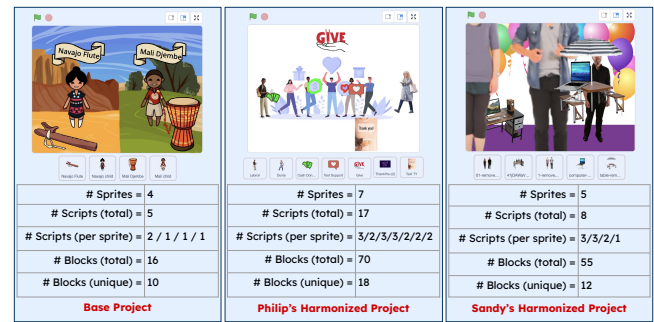 Navajo Flute
Mali Djembe
Navajo Flute
Navajo child
Mali Djembe
Mali child
# Sprites = 4
# Scripts (total) = 5
# Scripts (per sprite) = 2 / 1 / 1 / 1
# Blocks (total) = 16
# Blocks (unique) = 10
Base Project
GIVE
Thank you!
# Sprites = 7
# Scripts (total) = 17
# Scripts (per sprite) = 3/2/3/3/2/2/2
# Blocks (total) = 70
# Blocks (unique) = 18
Philip's Harmonized Project
# Sprites = 5
# Scripts (total) = 8
# Scripts (per sprite) = 3/3/2/1
# Blocks (total) = 55
# Blocks (unique) = 12
Sandy's Harmonized Project